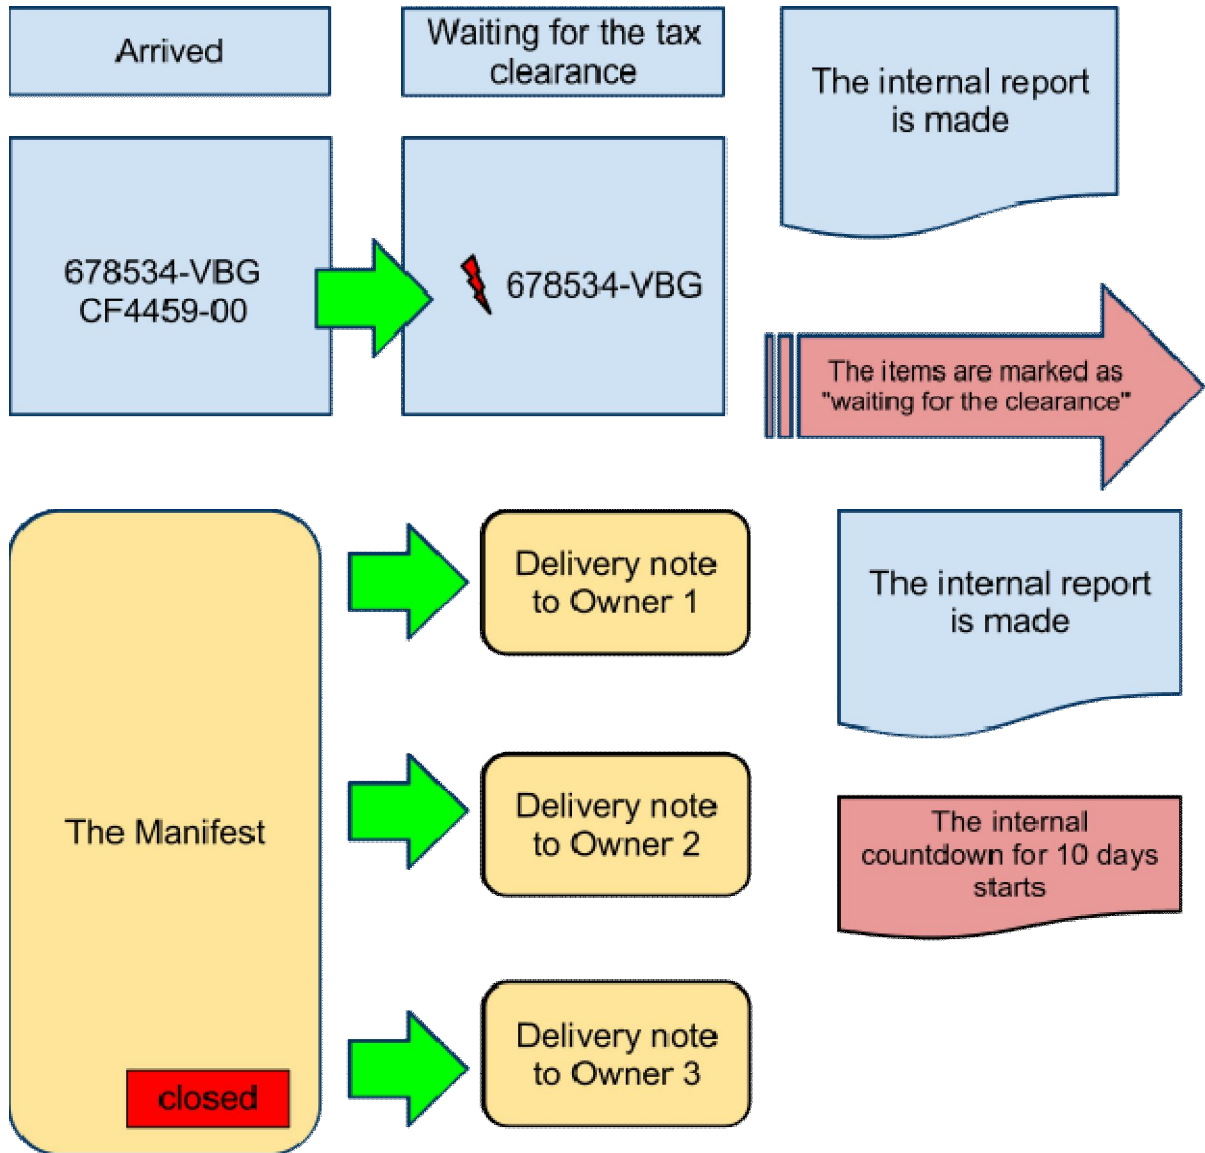 Arrived
Waiting for the tax
clearance
The internal report
is made
678534-VBG
CF4459-00
678534-VBG
The items are marked as
"waiting for the clearance"
The Manifest
closed
Delivery note
to Owner 1
Delivery note
to Owner 2
Delivery note
to Owner 3
The internal report
is made
The internal
countdown for 10 days
starts